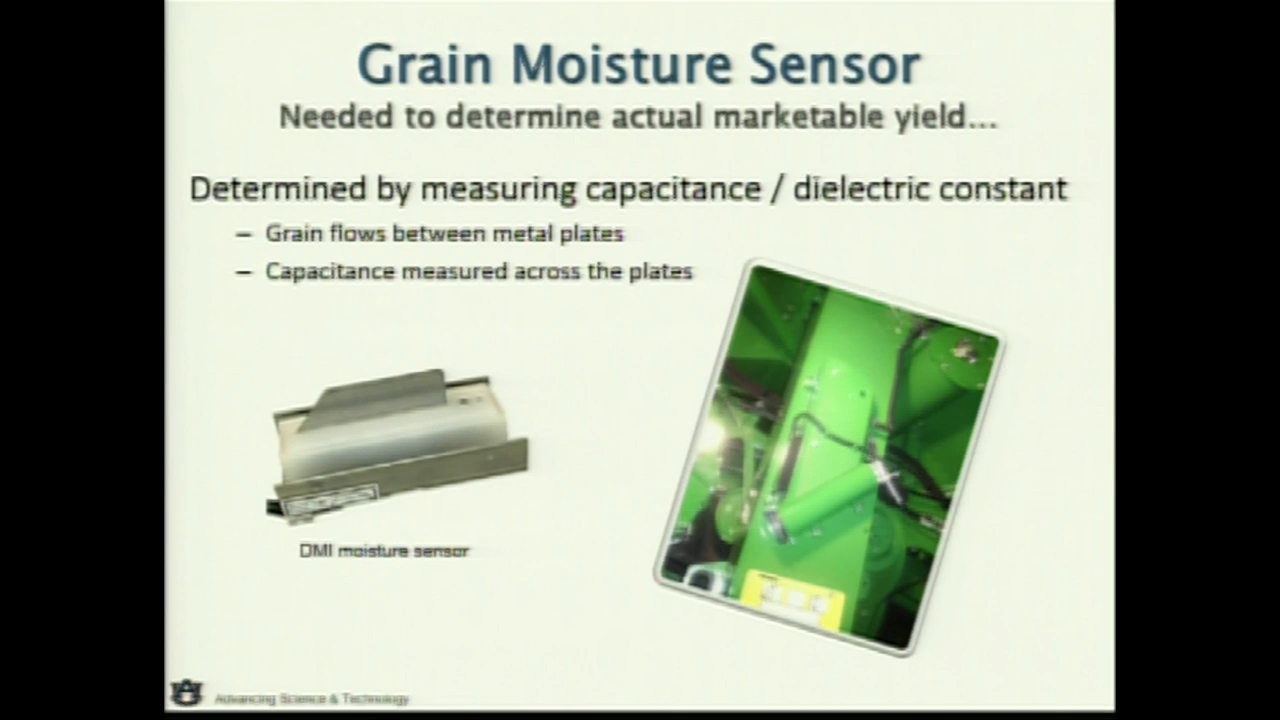 Grain Moisture Sensor
Needed to determine actual marketable yield...
Determined by measuring capacitance / dielectric constant
– Grain flows between metal plates
– Capacitance measured across the plates
DMI moisture sensor
Advancing Science & Technology